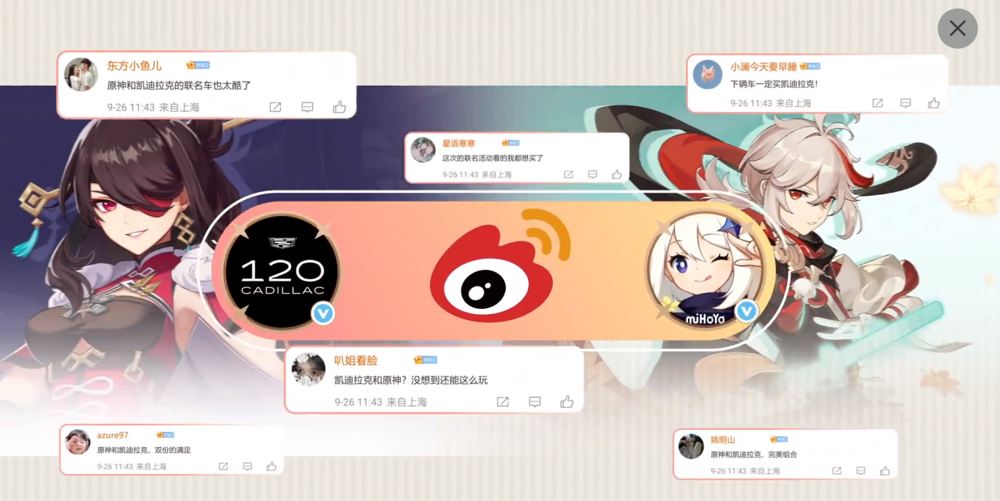 东方小鱼儿
原神和凯迪拉克的联名车也太酷了
9-26 11:43 来自上海
小澜今天要早睡
下辆车一定买凯迪拉克!
9-26 11:43 来自上海
星语寒寒
这次的联名活动看的我都想买了
9-26 11:43 来自上海
120
CADILLAC
miHoYo
叭姐看脸
凯迪拉克和原神？没想到还能这么玩
9-26 11:43 来自上海
azure97
原神和凯迪拉克，双份的满足
9-26 11:43 来自上海
姚明山
原神和凯迪拉克，完美组合
9-26 11:43 来自上海